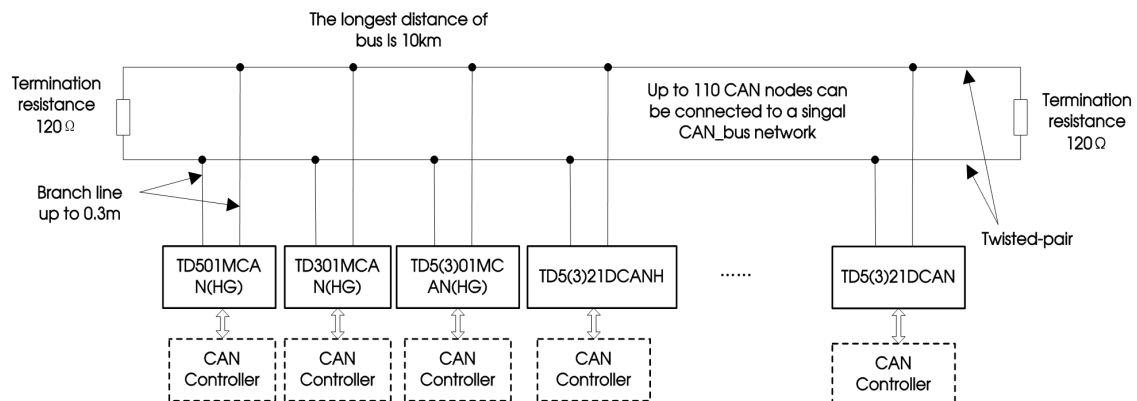 The longest distance of
bus is 10km
Termination
resistance
120Ω
Up to 110 CAN nodes can
be connected to a singal
CAN_bus network
Termination
resistance
120Ω
Branch line
up to 0.3m
Twisted-pair
TD501MCA
N(HG)
TD301MCA
N(HG)
TD5(3)01MC
AN(HG)
TD5(3)21DCANH
......
TD5(3)21DCAN
CAN
Controller
CAN
Controller
CAN
Controller
CAN
Controller
CAN
Controller